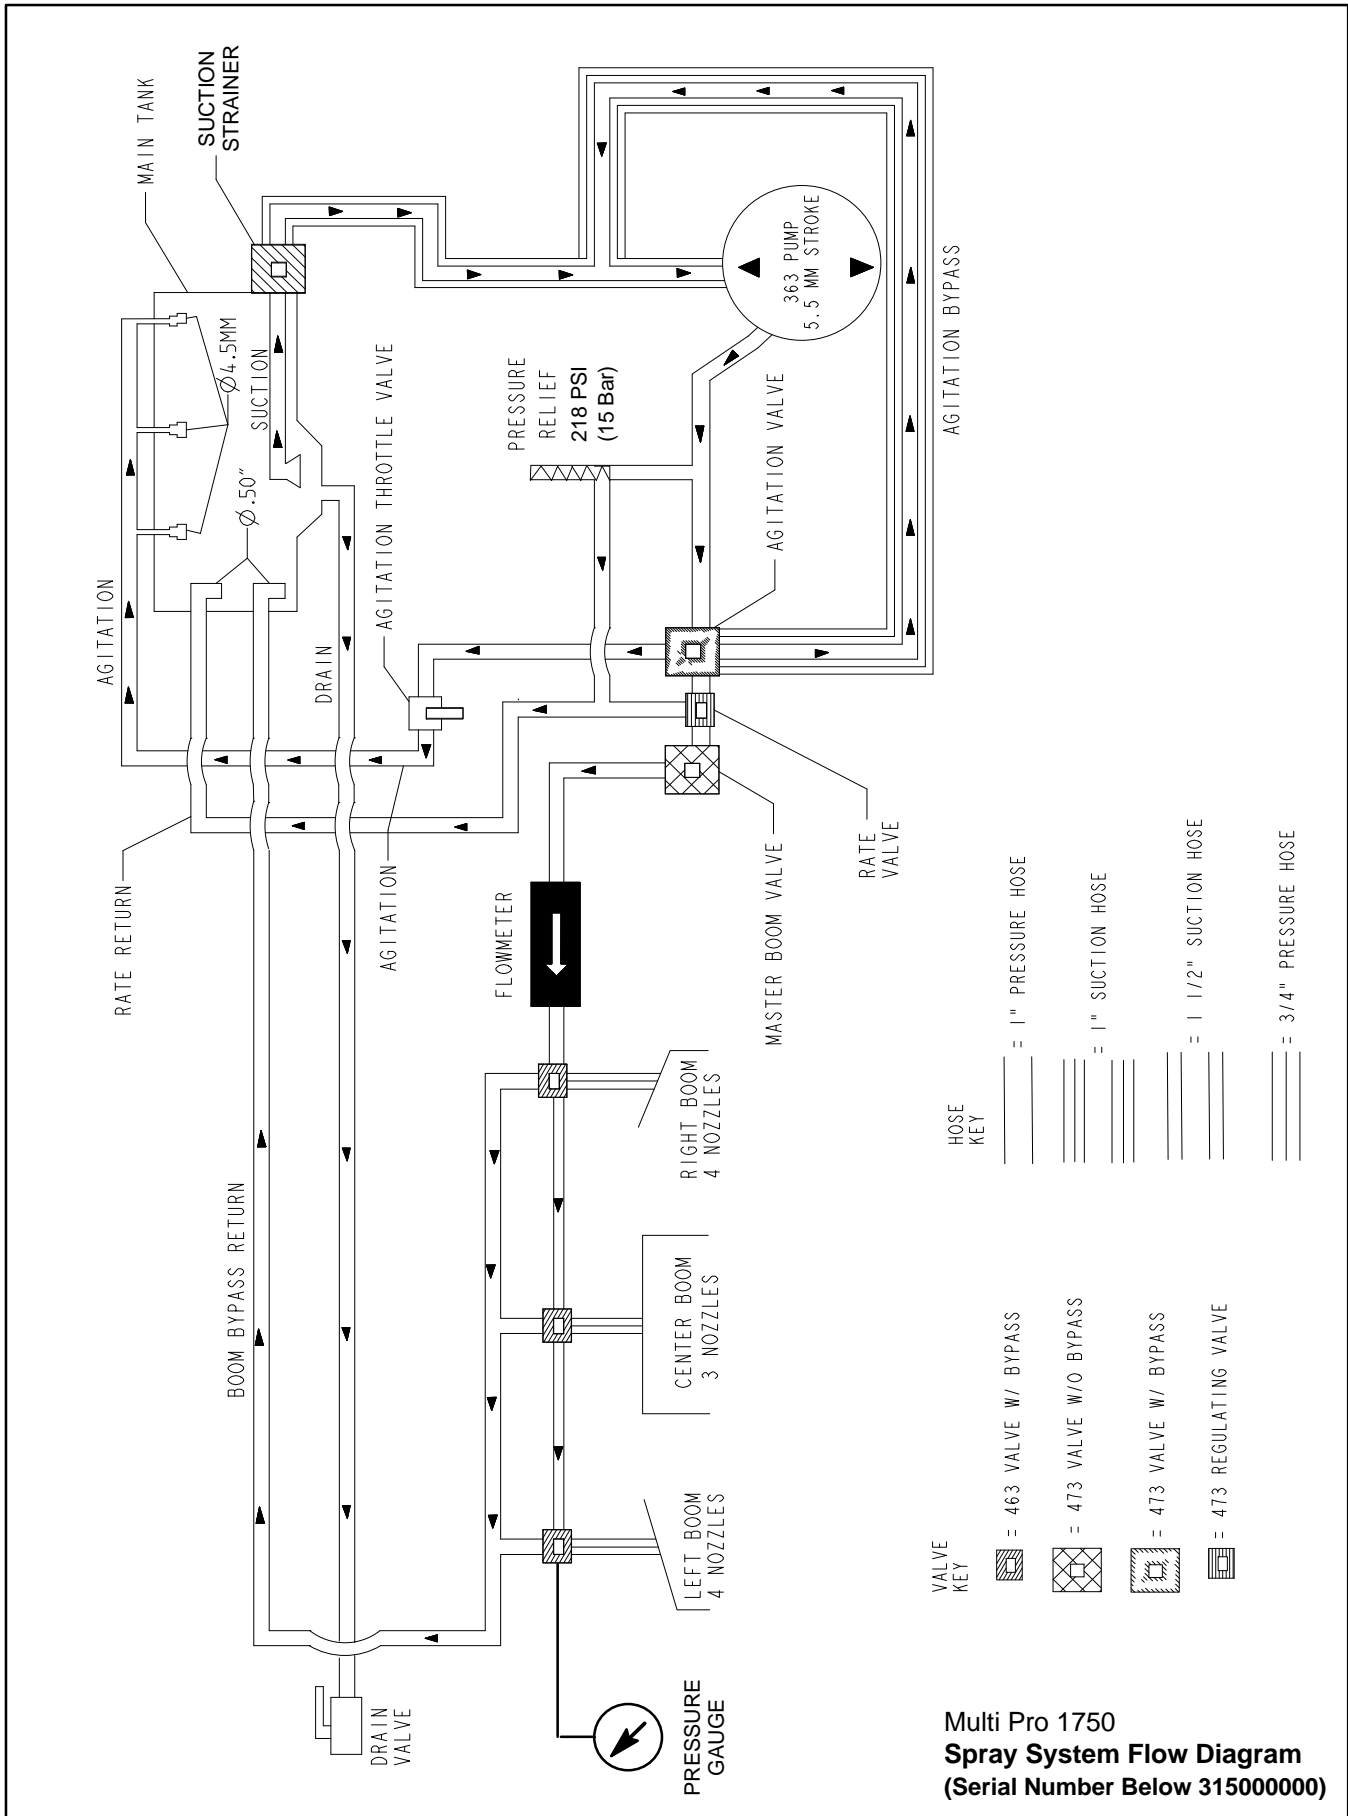 SUCTION
STRAINER
MAIN TANK
AGITATION
Ø4.5MM
SUCTION
Ø.50"
AGITATION THROTTLE VALVE
DRAIN
RATE RETURN
AGITATION
PRESSURE
RELIEF
218 PSI
(15 Bar)
363 PUMP
5.5 MM STROKE
AGITATION VALVE
AGITATION BYPASS
FLOWMETER
MASTER BOOM VALVE
RATE
VALVE
BOOM BYPASS RETURN
RIGHT BOOM
4 NOZZLES
CENTER BOOM
3 NOZZLES
LEFT BOOM
4 NOZZLES
DRAIN
VALVE
PRESSURE
GAUGE
HOSE
KEY
= 1" PRESSURE HOSE
= 1" SUCTION HOSE
= 1 1/2" SUCTION HOSE
= 3/4" PRESSURE HOSE
VALVE
KEY
= 463 VALVE W/ BYPASS
= 473 VALVE W/O BYPASS
= 473 VALVE W/ BYPASS
= 473 REGULATING VALVE
Multi Pro 1750
Spray System Flow Diagram
(Serial Number Below 315000000)